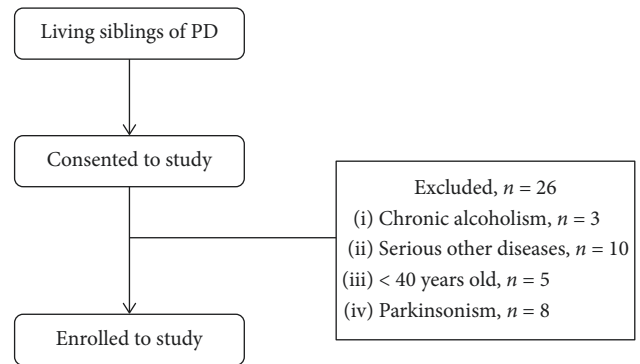 Living siblings of PD
Consented to study
Excluded, n = 26
(i) Chronic alcoholism, n = 3
(ii) Serious other diseases, n = 10
(iii) < 40 years old, n = 5
(iv) Parkinsonism, n = 8
Enrolled to study